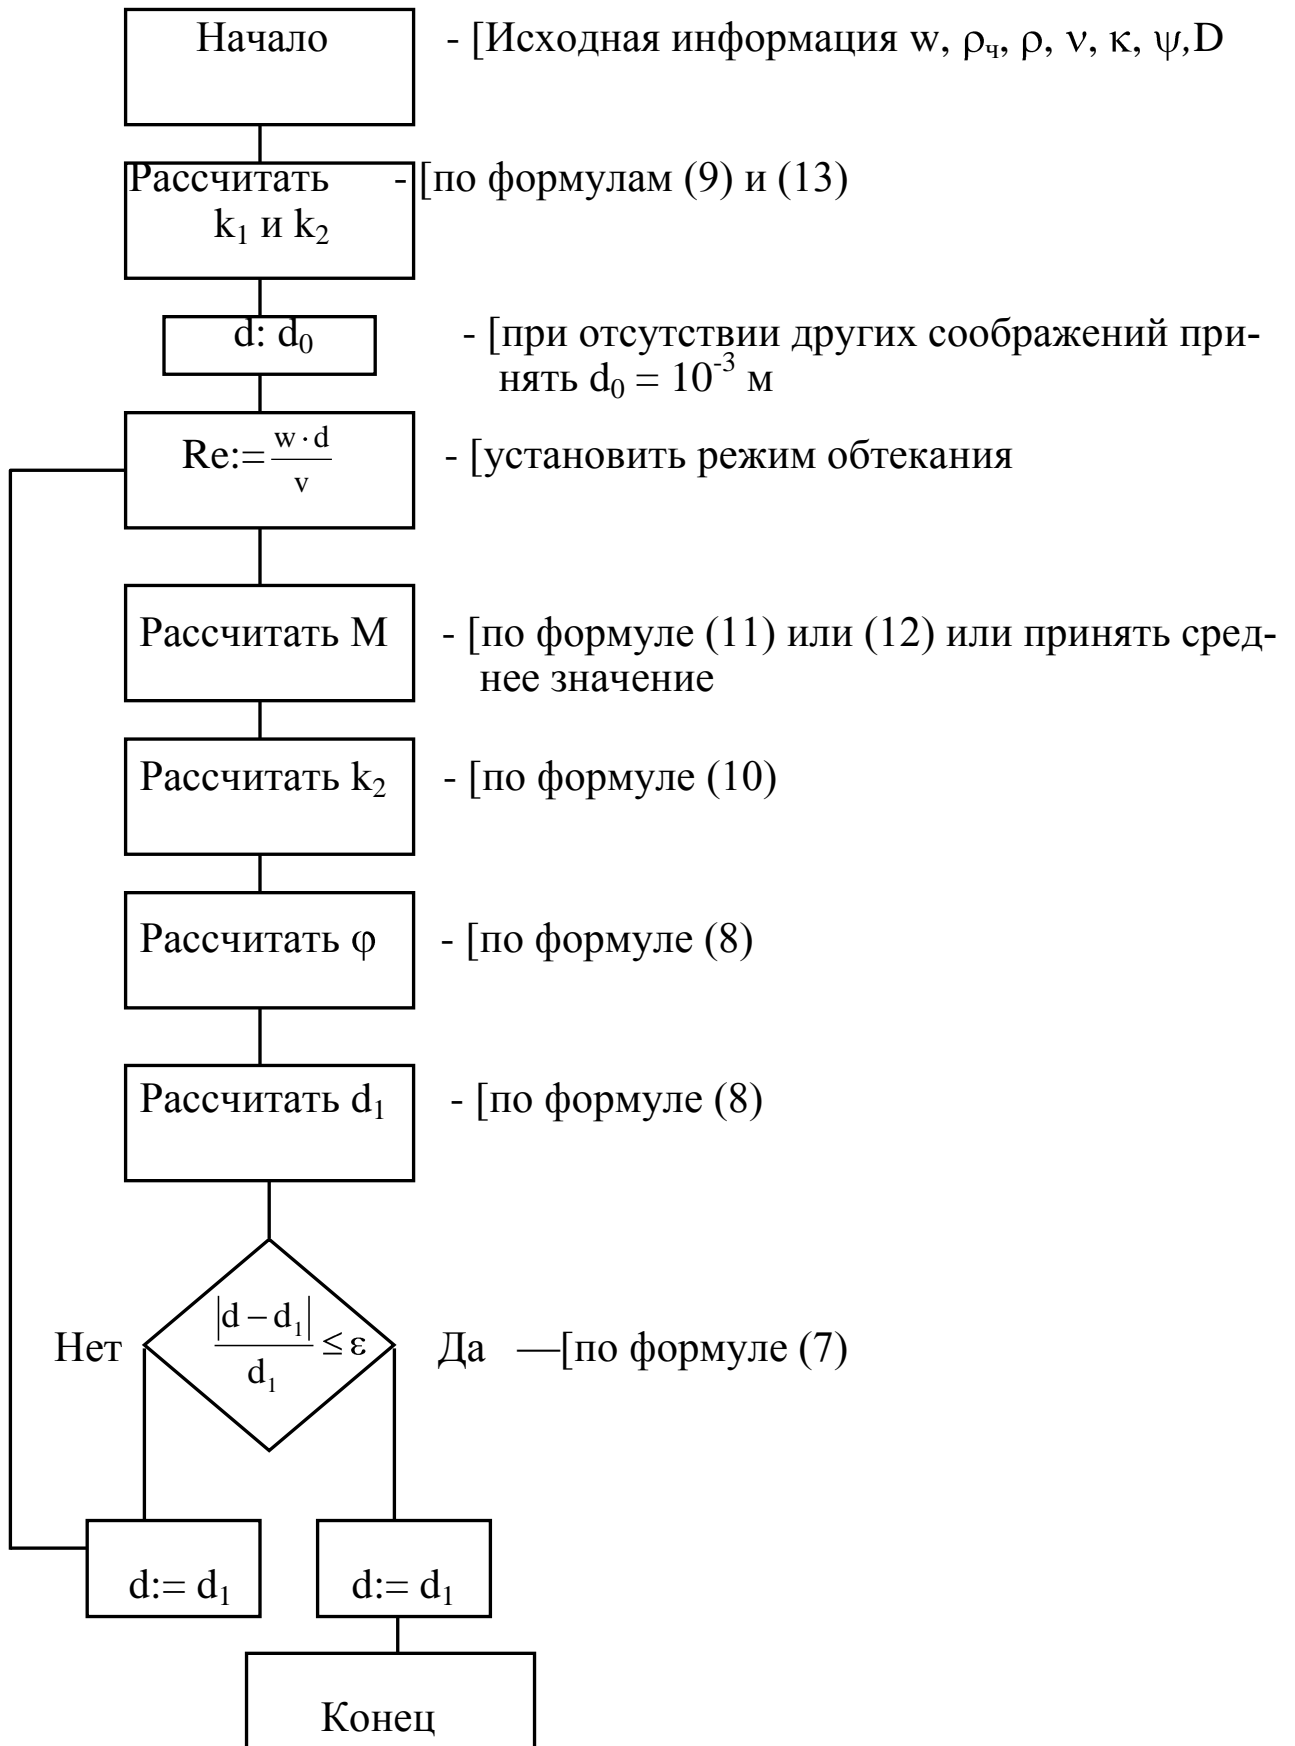 Начало - [Исходная информация w, ρч, ρ, ν, κ, ψ,D
Рассчитать - [по формулам (9) и (13)
k₁ и k₂
d: d₀ - [при отсутствии других соображений при-
нять d₀ = 10⁻³ м
Re:= w · d / v - [установить режим обтекания
Рассчитать М - [по формуле (11) или (12) или принять сред-
нее значение
Рассчитать k₂ - [по формуле (10)
Рассчитать φ - [по формуле (8)
Рассчитать d₁ - [по формуле (8)
Нет |d − d₁| / d₁ ≤ ε Да —[по формуле (7)
d:= d₁ d:= d₁
Конец